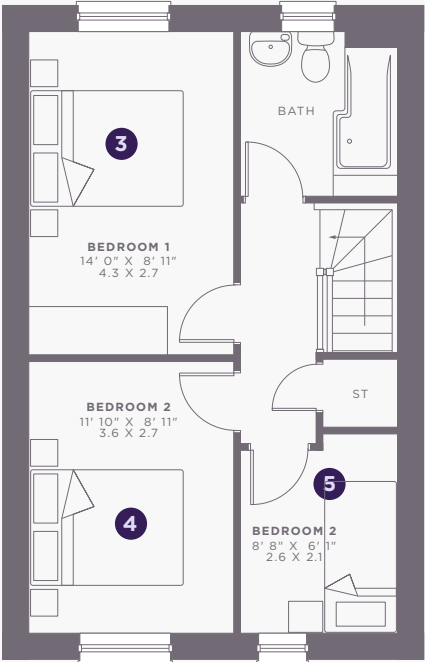 BATH
3
BEDROOM 1
14' 0" X 8' 11"
4.3 X 2.7
BEDROOM 2
11' 10" X 8' 11"
3.6 X 2.7
ST
4
5
BEDROOM 2
8' 8" X 6' 1"
2.6 X 2.1